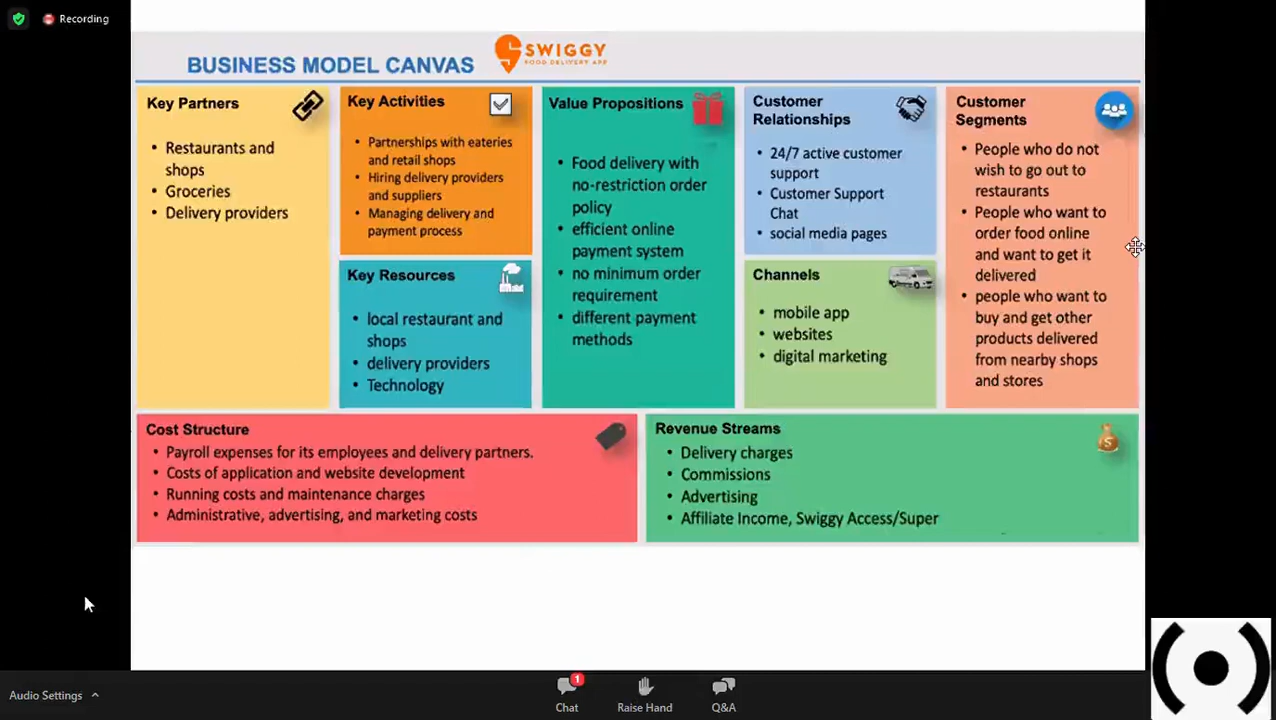 Recording
BUSINESS MODEL CANVAS
SWIGGY
FOOD DELIVERY APP
Key Partners
• Restaurants and
shops
• Groceries
• Delivery providers
Key Activities
• Partnerships with eateries
and retail shops
• Hiring delivery providers
and suppliers
• Managing delivery and
payment process
Key Resources
• local restaurant and
shops
• delivery providers
• Technology
Value Propositions
• Food delivery with
no-restriction order
policy
• efficient online
payment system
• no minimum order
requirement
• different payment
methods
Customer
Relationships
• 24/7 active customer
support
• Customer Support
Chat
• social media pages
Channels
• mobile app
• websites
• digital marketing
Customer
Segments
• People who do not
wish to go out to
restaurants
• People who want to
order food online
and want to get it
delivered
• people who want to
buy and get other
products delivered
from nearby shops
and stores
Cost Structure
• Payroll expenses for its employees and delivery partners.
• Costs of application and website development
• Running costs and maintenance charges
• Administrative, advertising, and marketing costs
Revenue Streams
• Delivery charges
• Commissions
• Advertising
• Affiliate Income, Swiggy Access/Super
Audio Settings
1
Chat
Raise Hand
Q&A